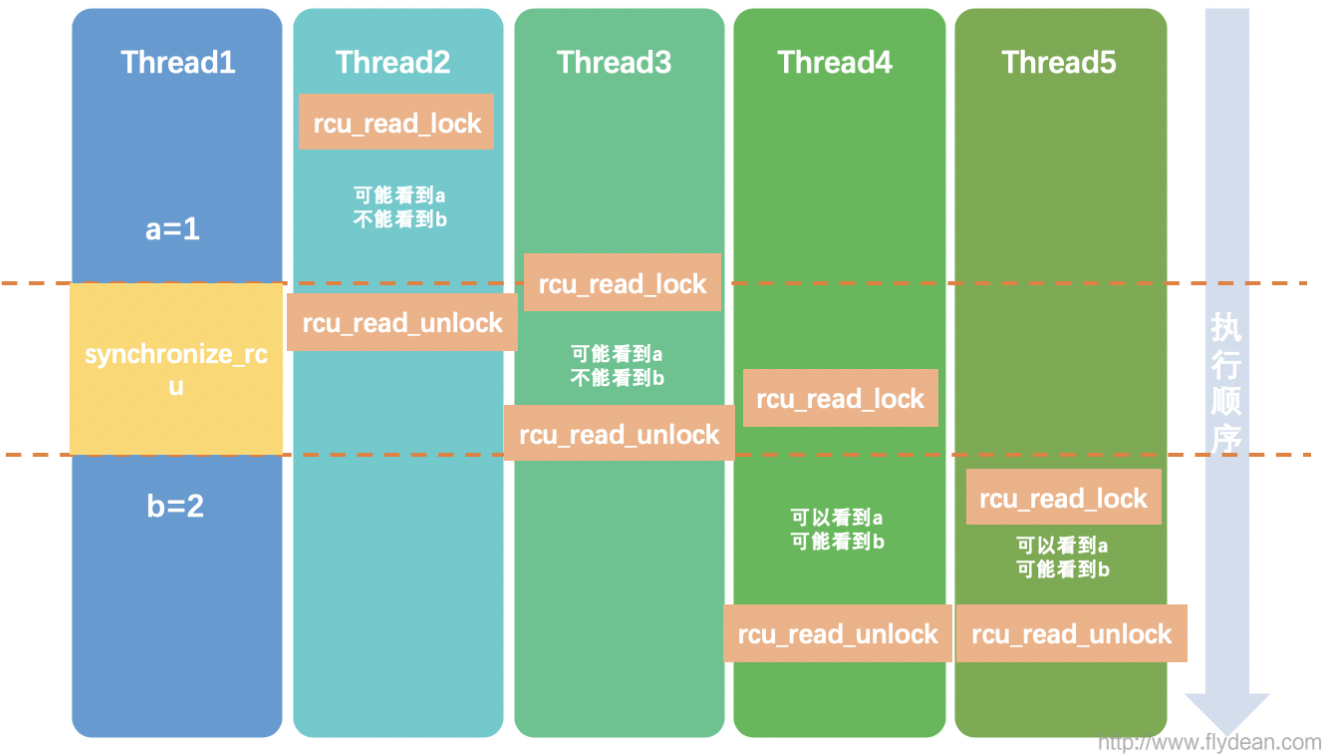 Thread1
Thread2
Thread3
Thread4
Thread5
rcu_read_lock
可能看到a
不能看到b
a=1
rcu_read_lock
rcu_read_unlock
synchronize_rc
u
可能看到a
不能看到b
rcu_read_lock
rcu_read_unlock
b=2
rcu_read_lock
可以看到a
可能看到b
可以看到a
可能看到b
rcu_read_unlock
rcu_read_unlock
执
行
顺
序
http://www.flydean.com